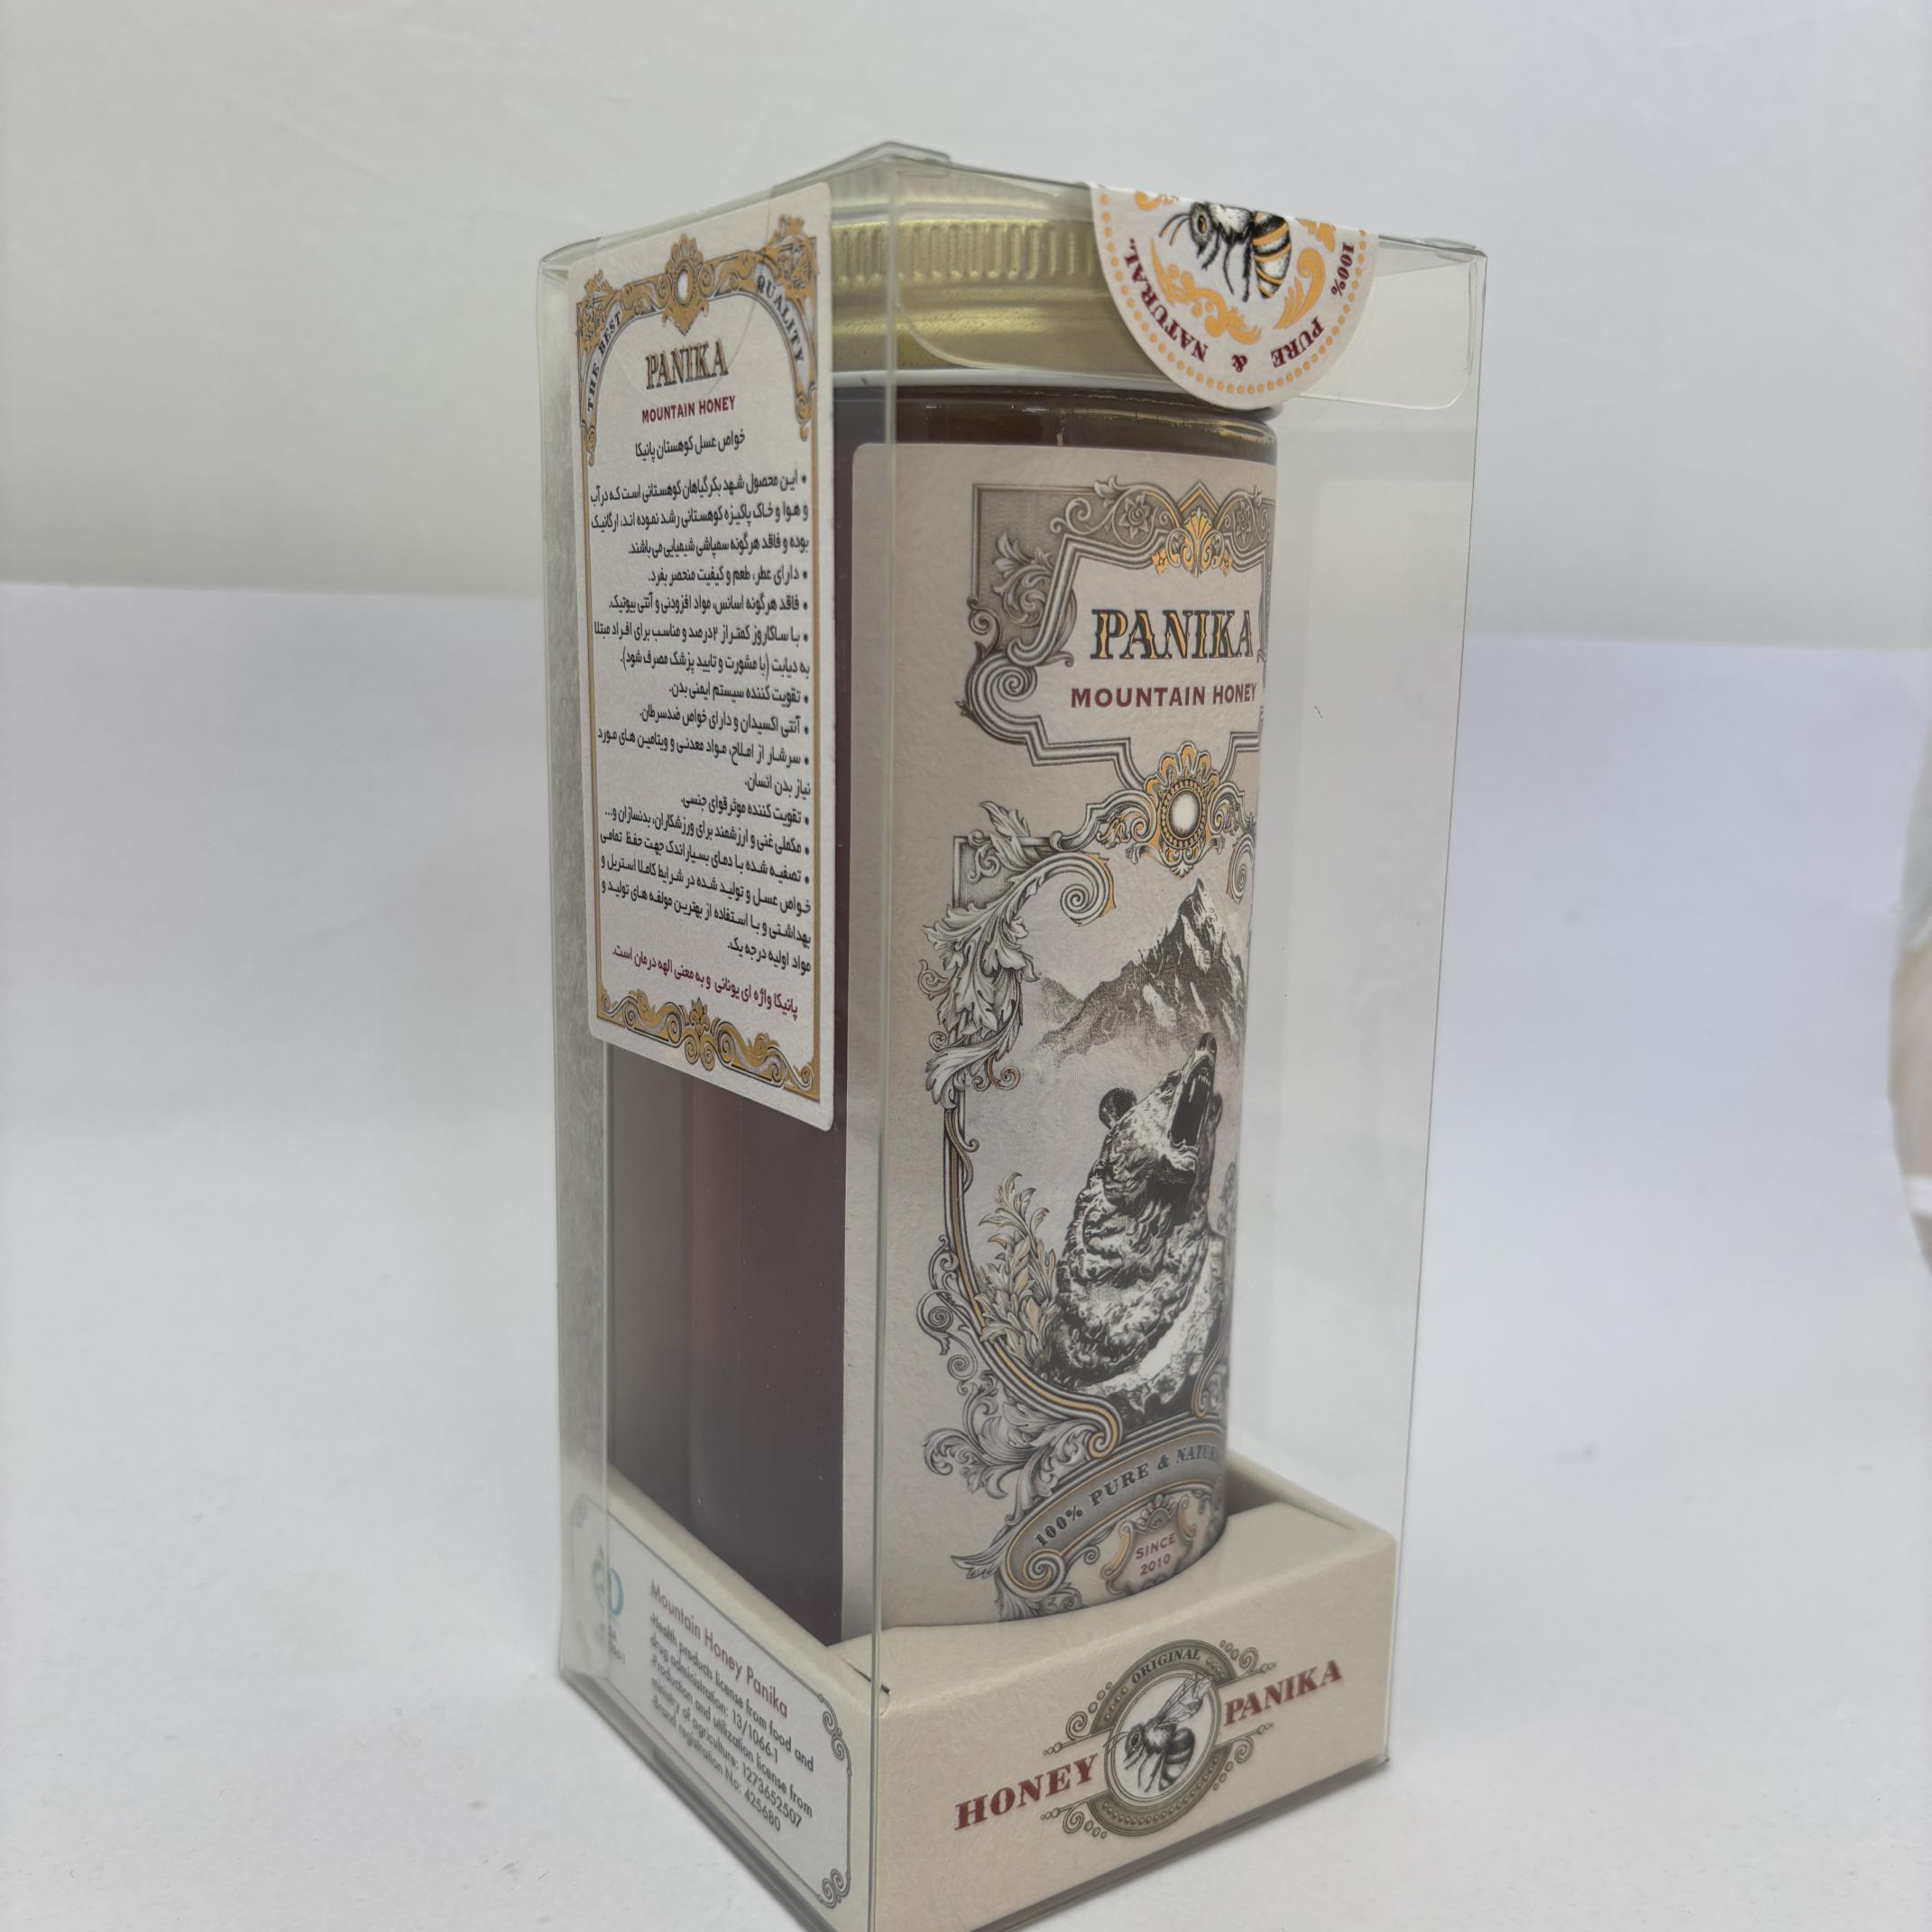 THE BEST QUALITY
PANIKA
MOUNTAIN HONEY
خواص عسل کوهستان پانیکا
• این محصول شهد بکر گیاهان کوهستانی است که در آب
و هوا و خاک پاکیزه کوهستانی رشد نموده اند، ارگانیک
بوده و فاقد هرگونه سمپاشی شیمیایی می باشند.
• دارای عطر، طعم و کیفیت منحصر بفرد.
• فاقد هرگونه اسانس، مواد افزودنی و آنتی بیوتیک.
• با ساکاروز کمتر از ۲درصد و مناسب برای افراد مبتلا
به دیابت (با مشورت و تایید پزشک مصرف شود).
• تقویت کننده سیستم ایمنی بدن.
• آنتی اکسیدان و دارای خواص ضدسرطان.
• سرشار از املاح، مواد معدنی و ویتامین های مورد
نیاز بدن انسان.
• تقویت کننده موثر قوای جنسی.
• مکملی غنی و ارزشمند برای ورزشکاران، بدنسازان و...
• تصفیه شده با دمای بسیار اندک جهت حفظ تمامی
خواص عسل و تولید شده در شرایط کاملا استریل و
بهداشتی و با استفاده از بهترین مولفه های تولید و
مواد اولیه درجه یک.
پانیکا واژه ای یونانی و به معنی الهه درمان است.
100% PURE & NATURAL
PANIKA
MOUNTAIN HONEY
100% PURE & NATUR
SINCE
2010
ORIGINAL
HONEY PANIKA
Mountain Honey Panika
-Health products license from food and
drug administration: 13/1066-1
-Production and utilization license from
ministry of agriculture: 1273652507
-Brand registration No: 425680